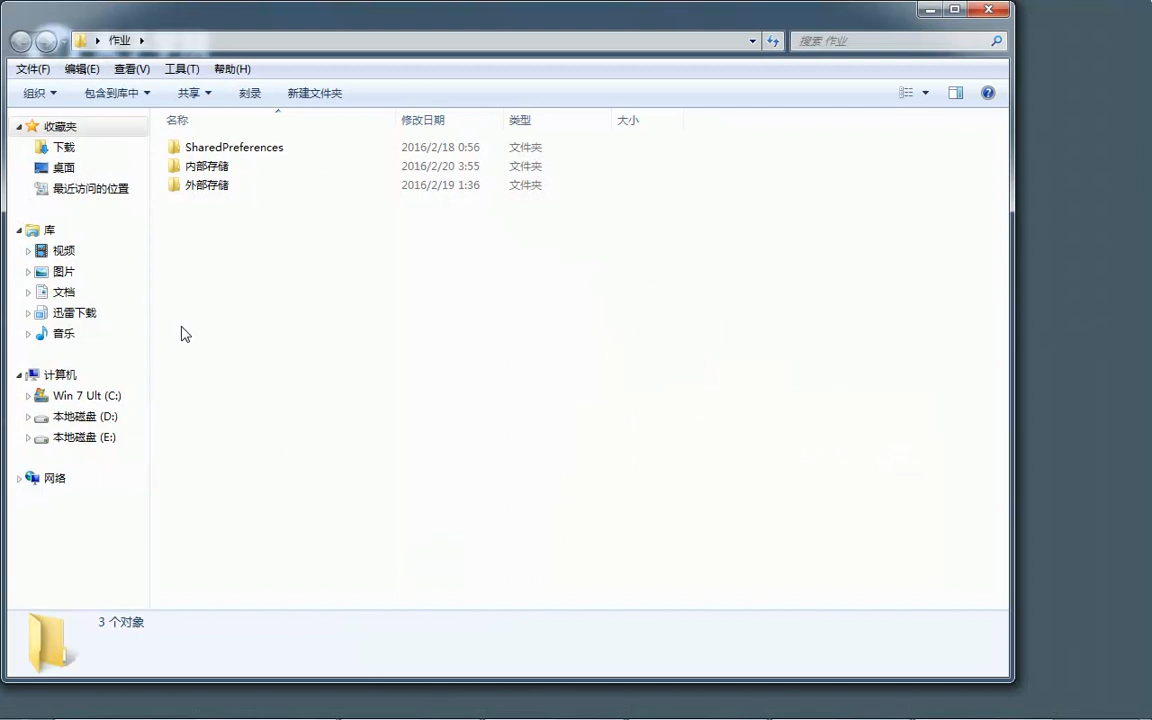 作业
搜索 作业
文件(F) 编辑(E) 查看(V) 工具(T) 帮助(H)
组织 包含到库中 共享 刻录 新建文件夹
名称 修改日期 类型 大小
SharedPreferences 2016/2/18 0:56 文件夹
内部存储 2016/2/20 3:55 文件夹
外部存储 2016/2/19 1:36 文件夹
收藏夹
下载
桌面
最近访问的位置
库
视频
图片
文档
迅雷下载
音乐
计算机
Win 7 Ult (C:)
本地磁盘 (D:)
本地磁盘 (E:)
网络
3 个对象